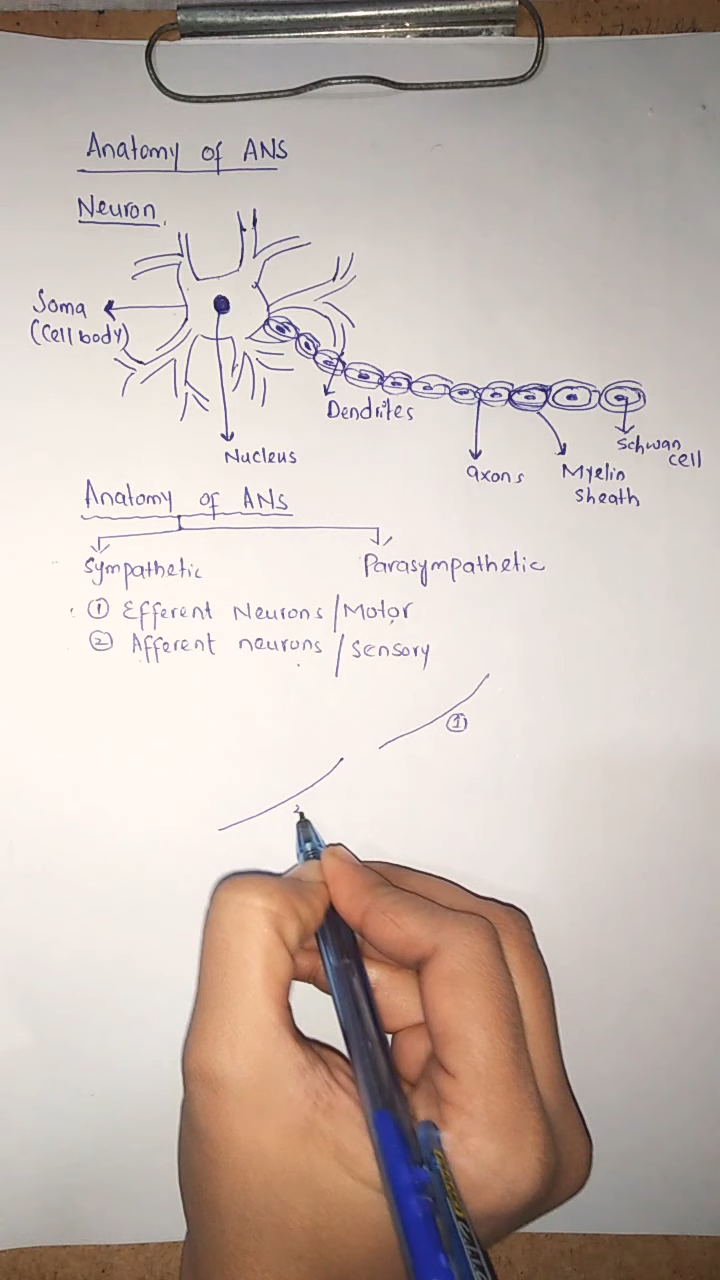 Anatomy of ANS
Neuron.
Soma
(Cell body)
Dendrites
Nucleus
axons
Myelin
sheath
Schwan
cell
Anatomy of ANS
Sympathetic
Parasympathetic
① Efferent Neurons/Motor
② Afferent neurons/sensory
①
2